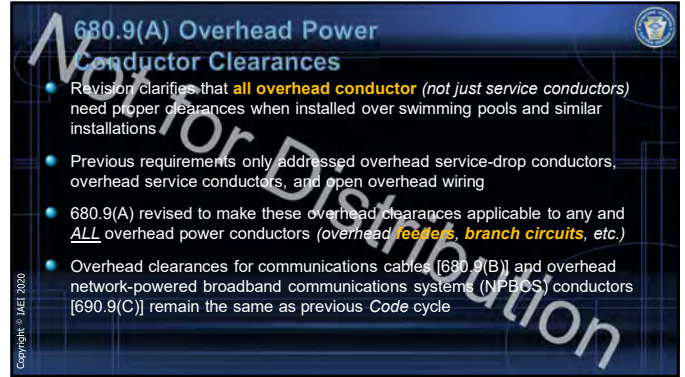 680.9(A) Overhead Power
Conductor Clearances
Revision clarifies that all overhead conductor (not just service conductors)
need proper clearances when installed over swimming pools and similar
installations
Previous requirements only addressed overhead service-drop conductors,
overhead service conductors, and open overhead wiring
680.9(A) revised to make these overhead clearances applicable to any and
ALL overhead power conductors (overhead feeders, branch circuits, etc.)
Overhead clearances for communications cables [680.9(B)] and overhead
network-powered broadband communications systems (NPBCS) conductors
[690.9(C)] remain the same as previous Code cycle
Copyright © IAEI 2020
Not for Distribution